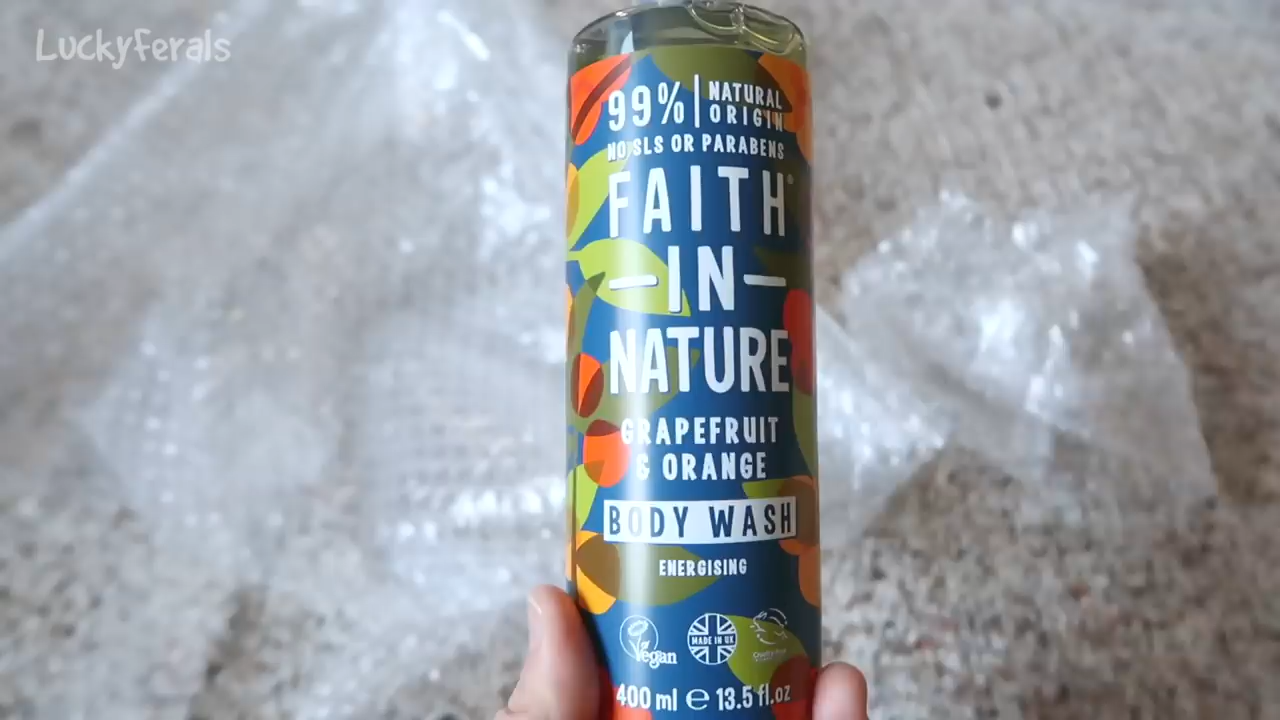 LuckyFerals
99% NATURAL ORIGIN
NO SLS OR PARABENS
FAITH®
—IN—
NATURE
GRAPEFRUIT
& ORANGE
BODY WASH
ENERGISING
Vegan
MADE IN UK
400 ml ℮ 13.5 fl.oz